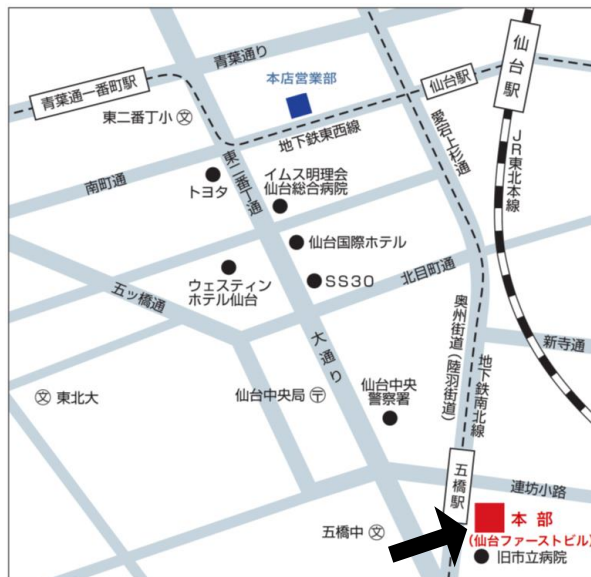 青葉通り
仙台駅
本店営業部
青葉通一番町駅
仙台駅
東二番丁小
文
地下鉄東西線
愛宕上杉通
JR東北本線
東二番丁通
イムス明理会
仙台総合病院
トヨタ
南町通
仙台国際ホテル
北目町通
ウェスティン
ホテル仙台
SS30
五ッ橋通
大通り
奥州街道(陸羽街道)
地下鉄南北線
新寺通
文
東北大
仙台中央局
〒
仙台中央
警察署
五橋駅
連坊小路
本部
(仙台ファーストビル)
五橋中
文
旧市立病院